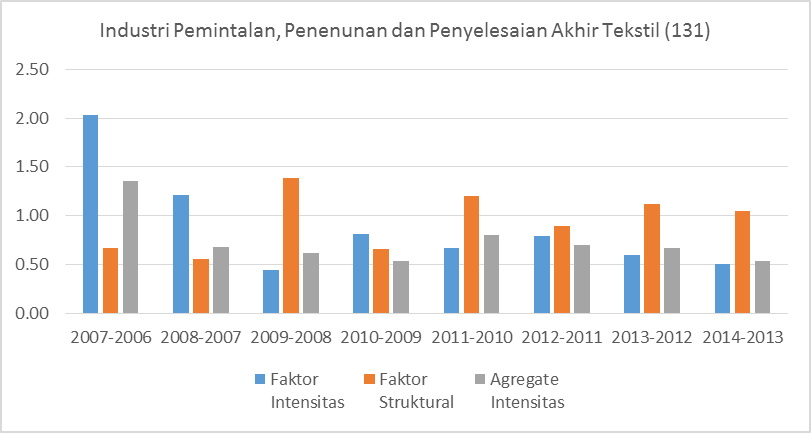 Industri Pemintalan, Penenunan dan Penyelesaian Akhir Tekstil (131)
2.50
2.00
1.50
1.00
0.50
0.00
2007-2006 2008-2007 2009-2008 2010-2009 2011-2010 2012-2011 2013-2012 2014-2013
Faktor Faktor Agregate
Intensitas Struktural Intensitas